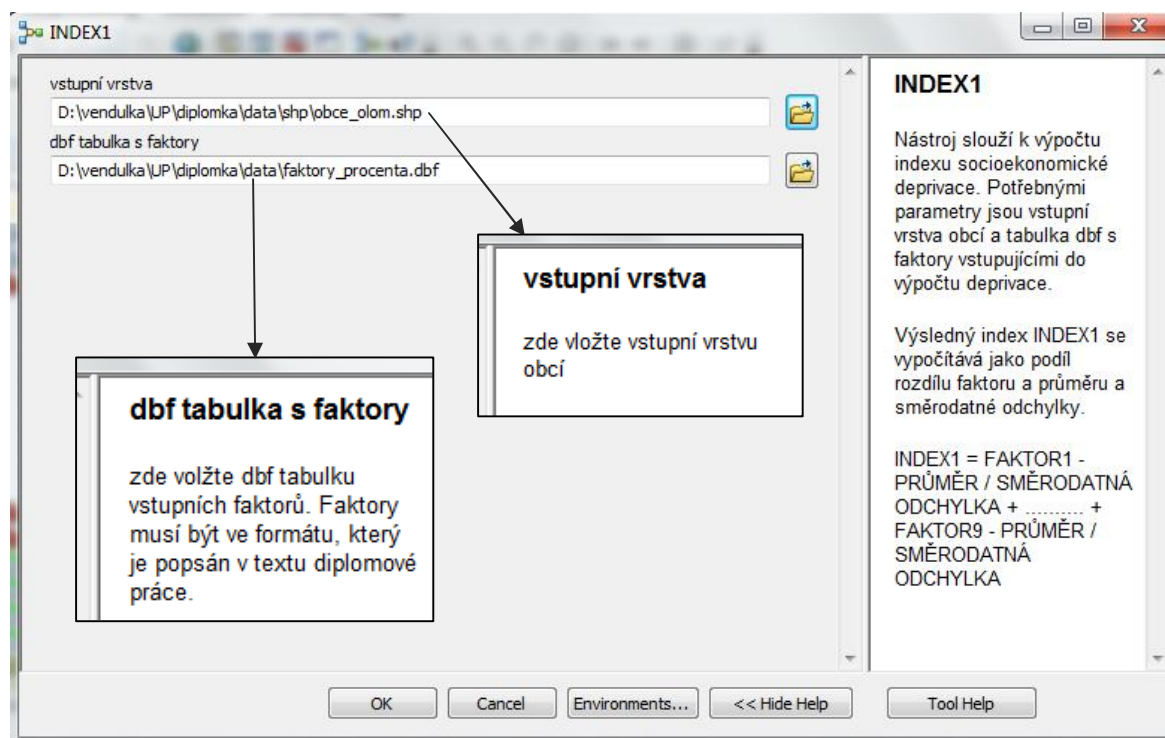 INDEX1
vstupní vrstva
D:\vendulka\UP\diplomka\data\shp\obce_olom.shp
dbf tabulka s faktory
D:\vendulka\UP\diplomka\data\faktory_procenta.dbf
vstupní vrstva
zde vložte vstupní vrstvu
obcí
dbf tabulka s faktory
zde volžte dbf tabulku
vstupních faktorů. Faktory
musí být ve formátu, který
je popsán v textu diplomové
práce.
INDEX1
Nástroj slouží k výpočtu
indexu socioekonomické
deprivace. Potřebnými
parametry jsou vstupní
vrstva obcí a tabulka dbf s
faktory vstupujícími do
výpočtu deprivace.
Výsledný index INDEX1 se
vypočítává jako podíl
rozdílu faktoru a průměru a
směrodatné odchylky.
INDEX1 = FAKTOR1 -
PRŮMĚR / SMĚRODATNÁ
ODCHYLKA + .......... +
FAKTOR9 - PRŮMĚR /
SMĚRODATNÁ
ODCHYLKA
OK
Cancel
Environments...
<< Hide Help
Tool Help